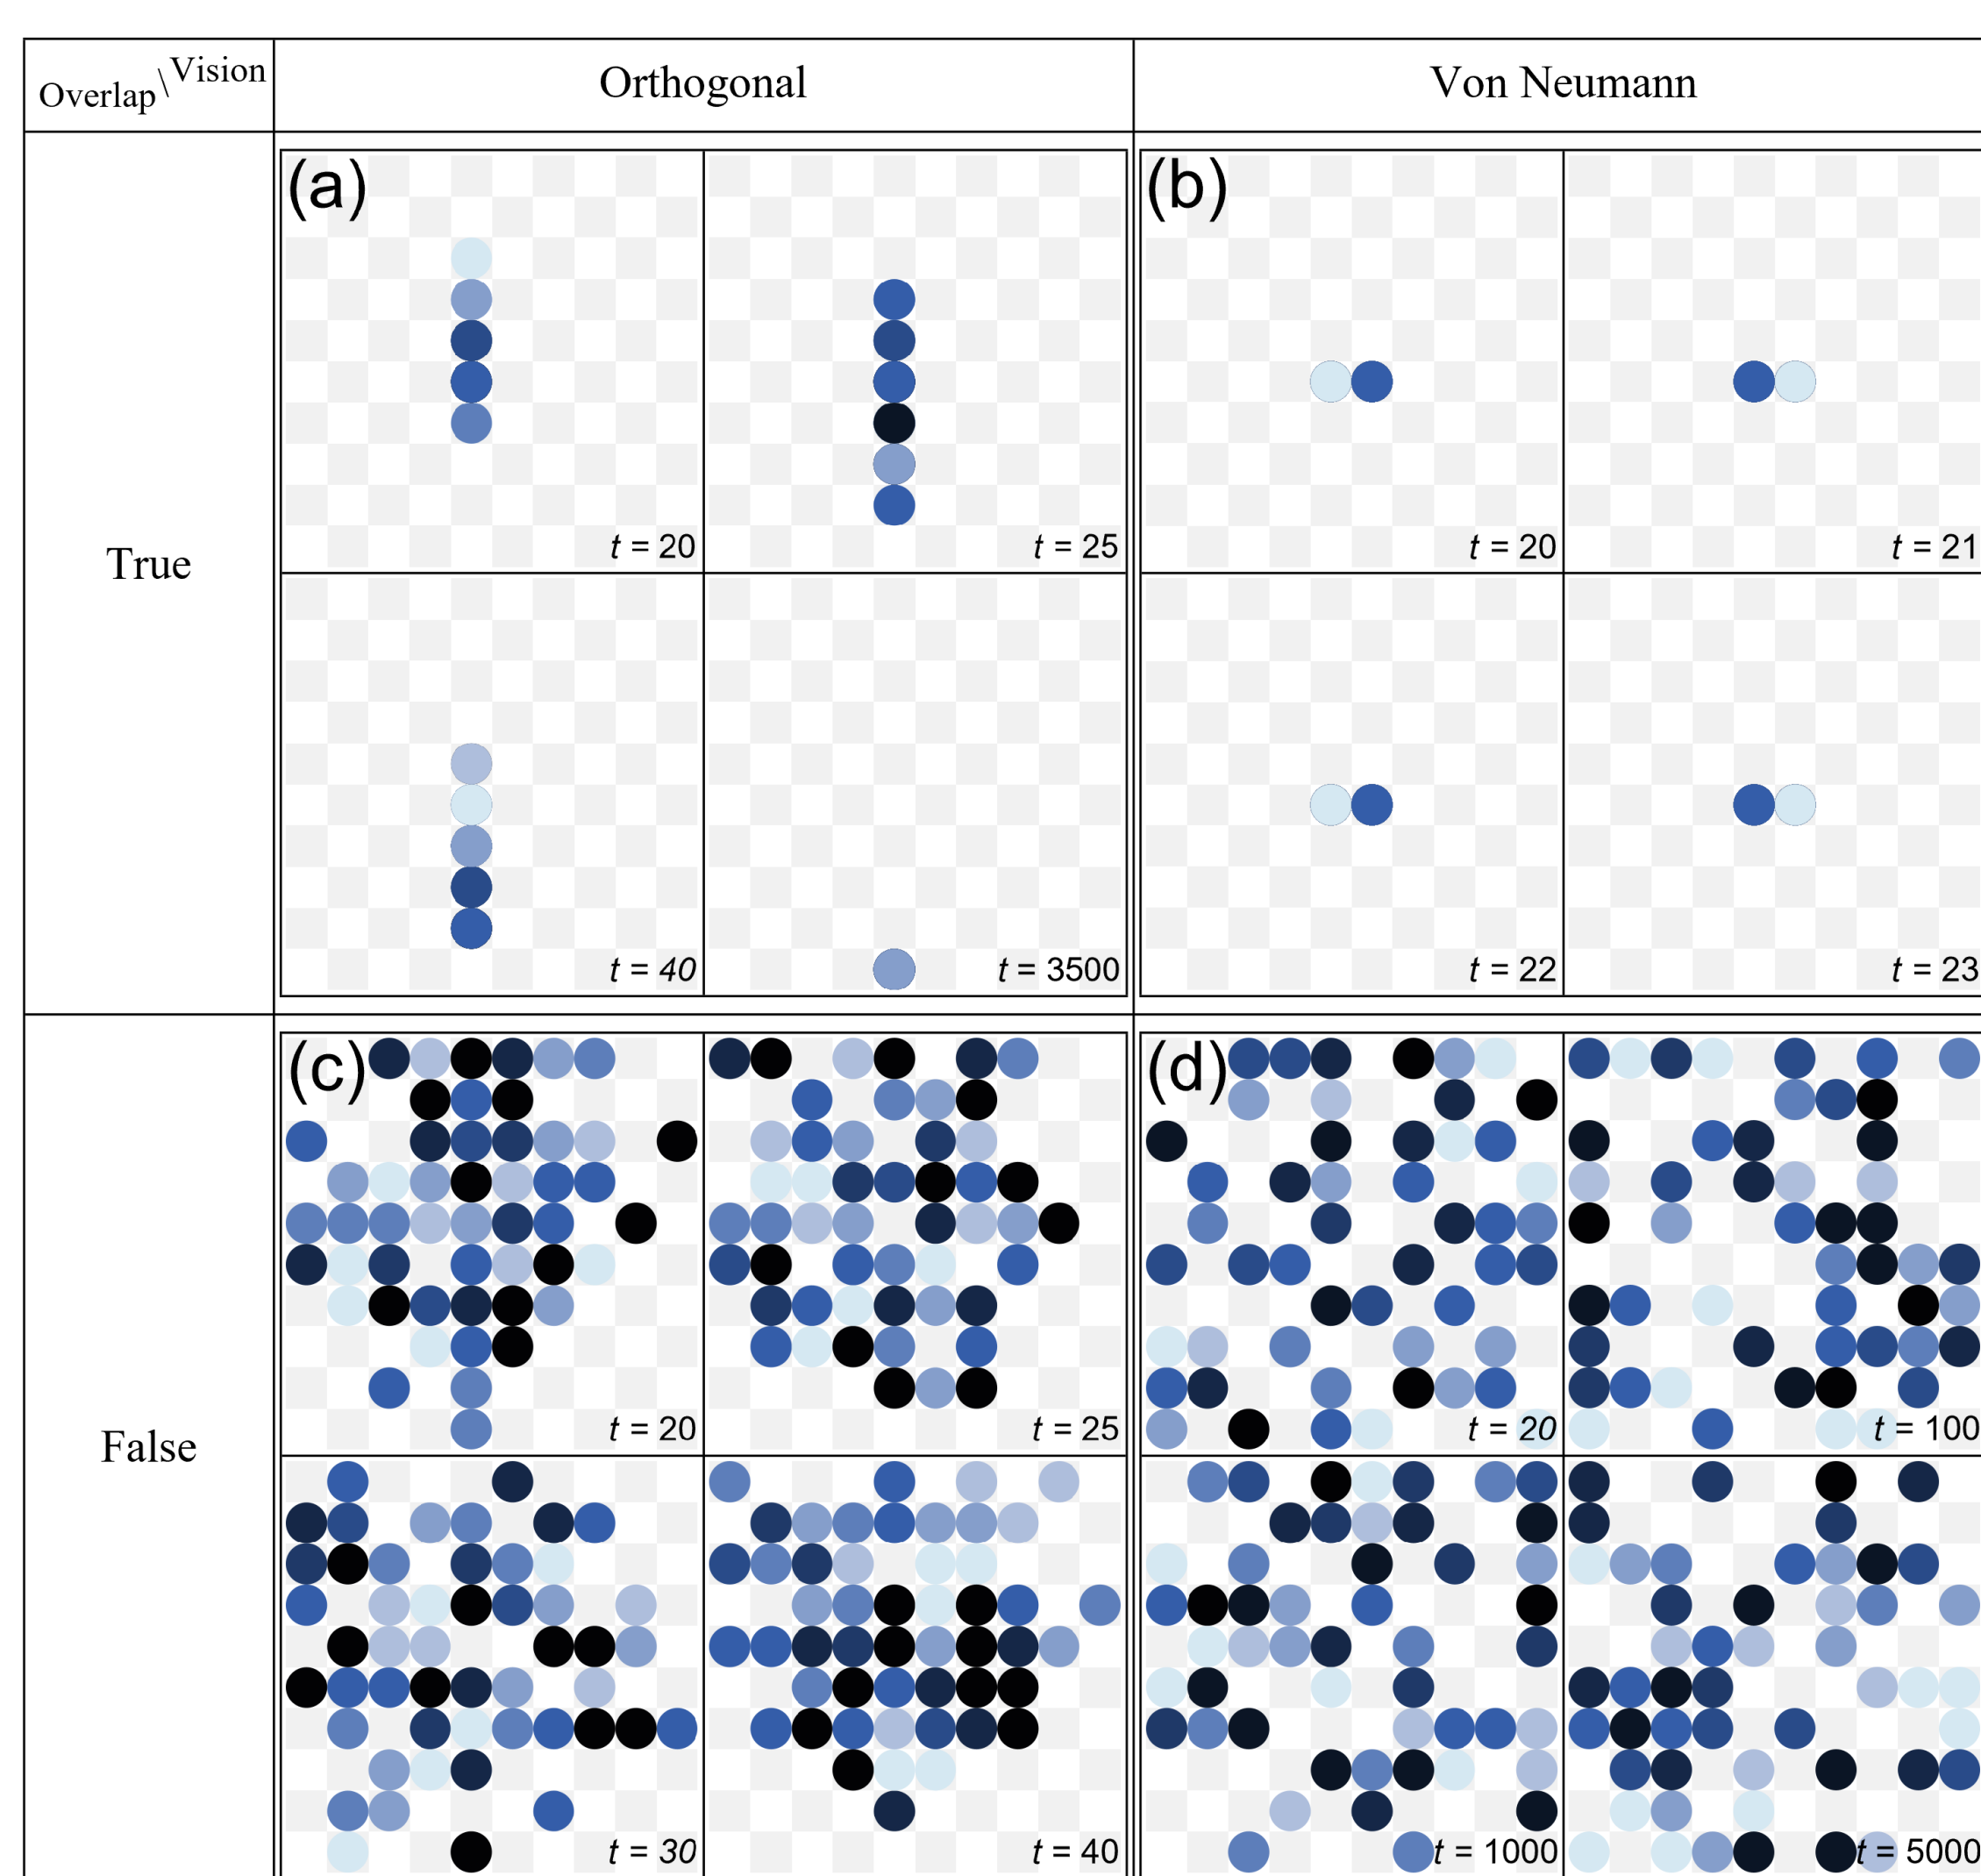 Overlap\Vision
Orthogonal
Von Neumann
True
(a)
t = 20
t = 25
t = 40
t = 3500
(b)
t = 20
t = 21
t = 22
t = 23
False
(c)
t = 20
t = 25
t = 30
t = 40
(d)
t = 20
t = 100
t = 1000
t = 5000